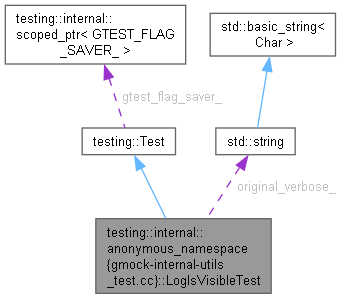 testing::internal::
scoped_ptr< GTEST_FLAG
_SAVER_ >
std::basic_string<
Char >
gtest_flag_saver_
testing::Test
std::string
original_verbose_
testing::internal::
anonymous_namespace
{gmock-internal-utils
_test.cc}::LogIsVisibleTest